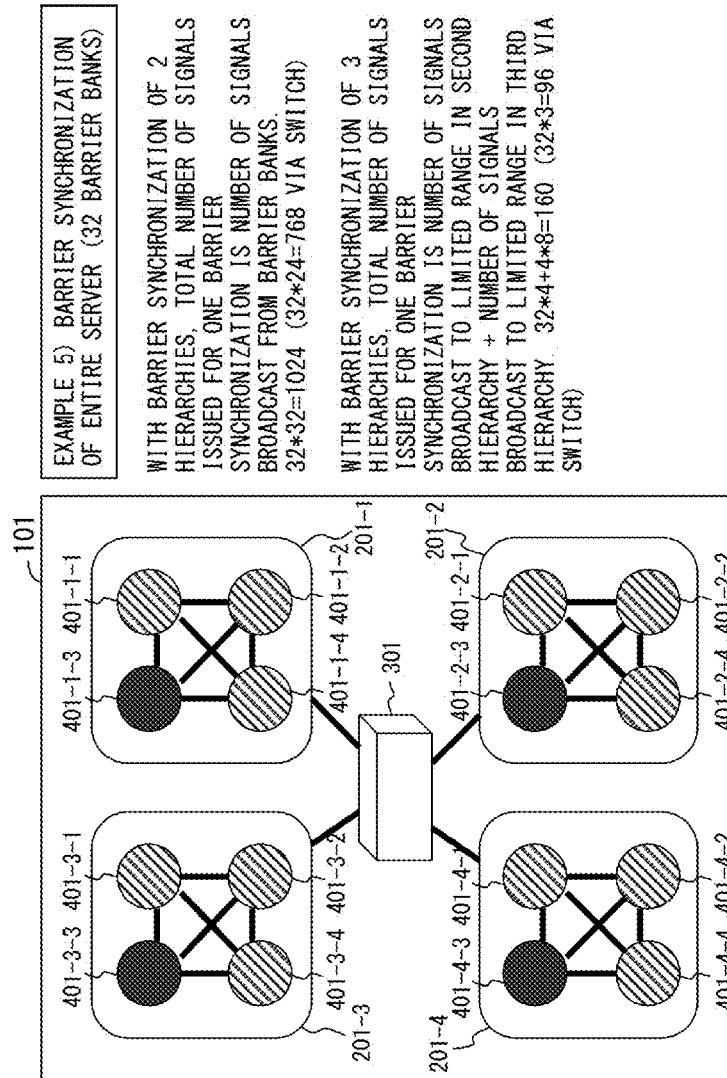 EXAMPLE 5) BARRIER SYNCHRONIZATION
OF ENTIRE SERVER (32 BARRIER BANKS)
WITH BARRIER SYNCHRONIZATION OF 2
HIERARCHIES, TOTAL NUMBER OF SIGNALS
ISSUED FOR ONE BARRIER
SYNCHRONIZATION IS NUMBER OF SIGNALS
BROADCAST FROM BARRIER BANKS.
32*32=1024 (32*24=768 VIA SWITCH)
WITH BARRIER SYNCHRONIZATION OF 3
HIERARCHIES, TOTAL NUMBER OF SIGNALS
ISSUED FOR ONE BARRIER
SYNCHRONIZATION IS NUMBER OF SIGNALS
BROADCAST TO LIMITED RANGE IN SECOND
HIERARCHY + NUMBER OF SIGNALS
BROADCAST TO LIMITED RANGE IN THIRD
HIERARCHY. 32*4+4*8=160 (32*3=96 VIA
SWITCH)
101
401-3-3
401-3-1
401-3-4
401-3-2
201-3
401-1-3
401-1-1
401-1-4
401-1-2
201-1
301
401-4-3
401-4-1
401-4-4
401-4-2
201-4
401-2-3
401-2-1
401-2-4
401-2-2
201-2